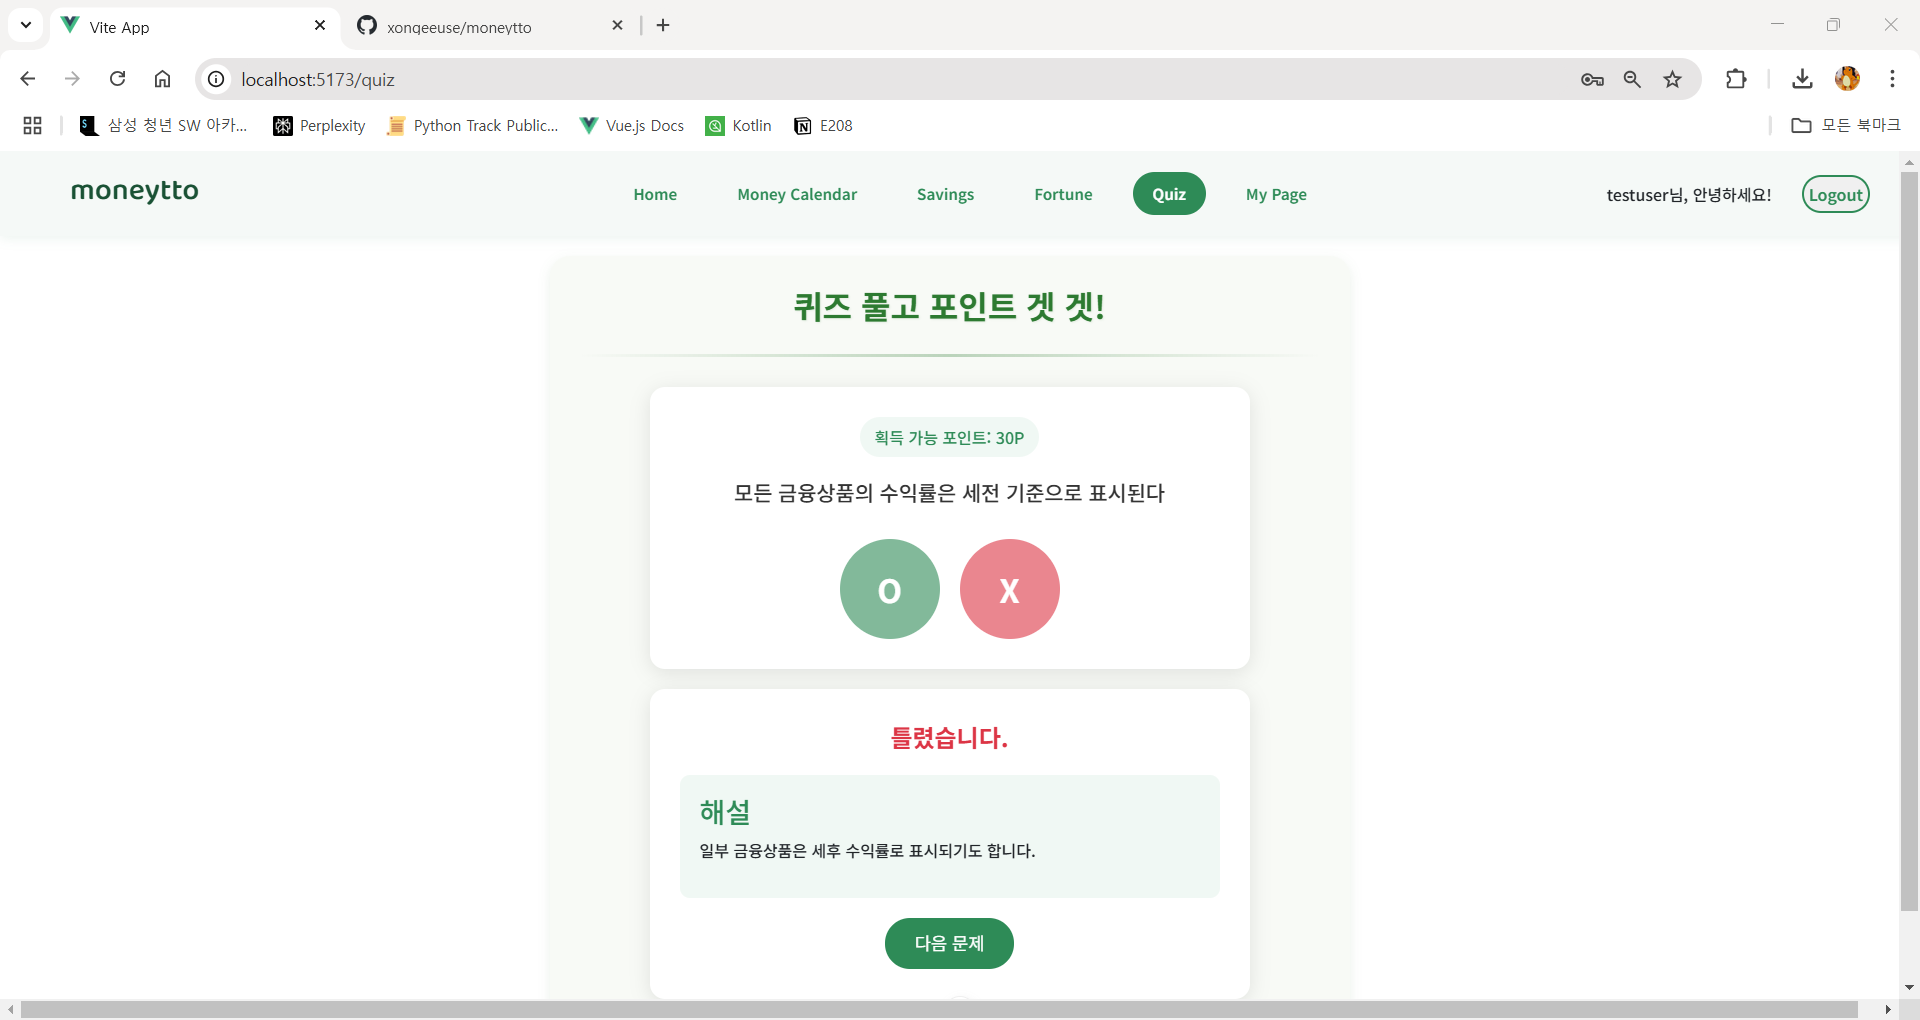 Vite App
xongeeuse/moneytto
localhost:5173/quiz
삼성 청년 SW 아카...
Perplexity
Python Track Public...
Vue.js Docs
Kotlin
E208
모든 북마크
moneytto
Home
Money Calendar
Savings
Fortune
Quiz
My Page
testuser님, 안녕하세요!
Logout
퀴즈 풀고 포인트 겟 겟!
획득 가능 포인트: 30P
모든 금융상품의 수익률은 세전 기준으로 표시된다
O
X
틀렸습니다.
해설
일부 금융상품은 세후 수익률로 표시되기도 합니다.
다음 문제